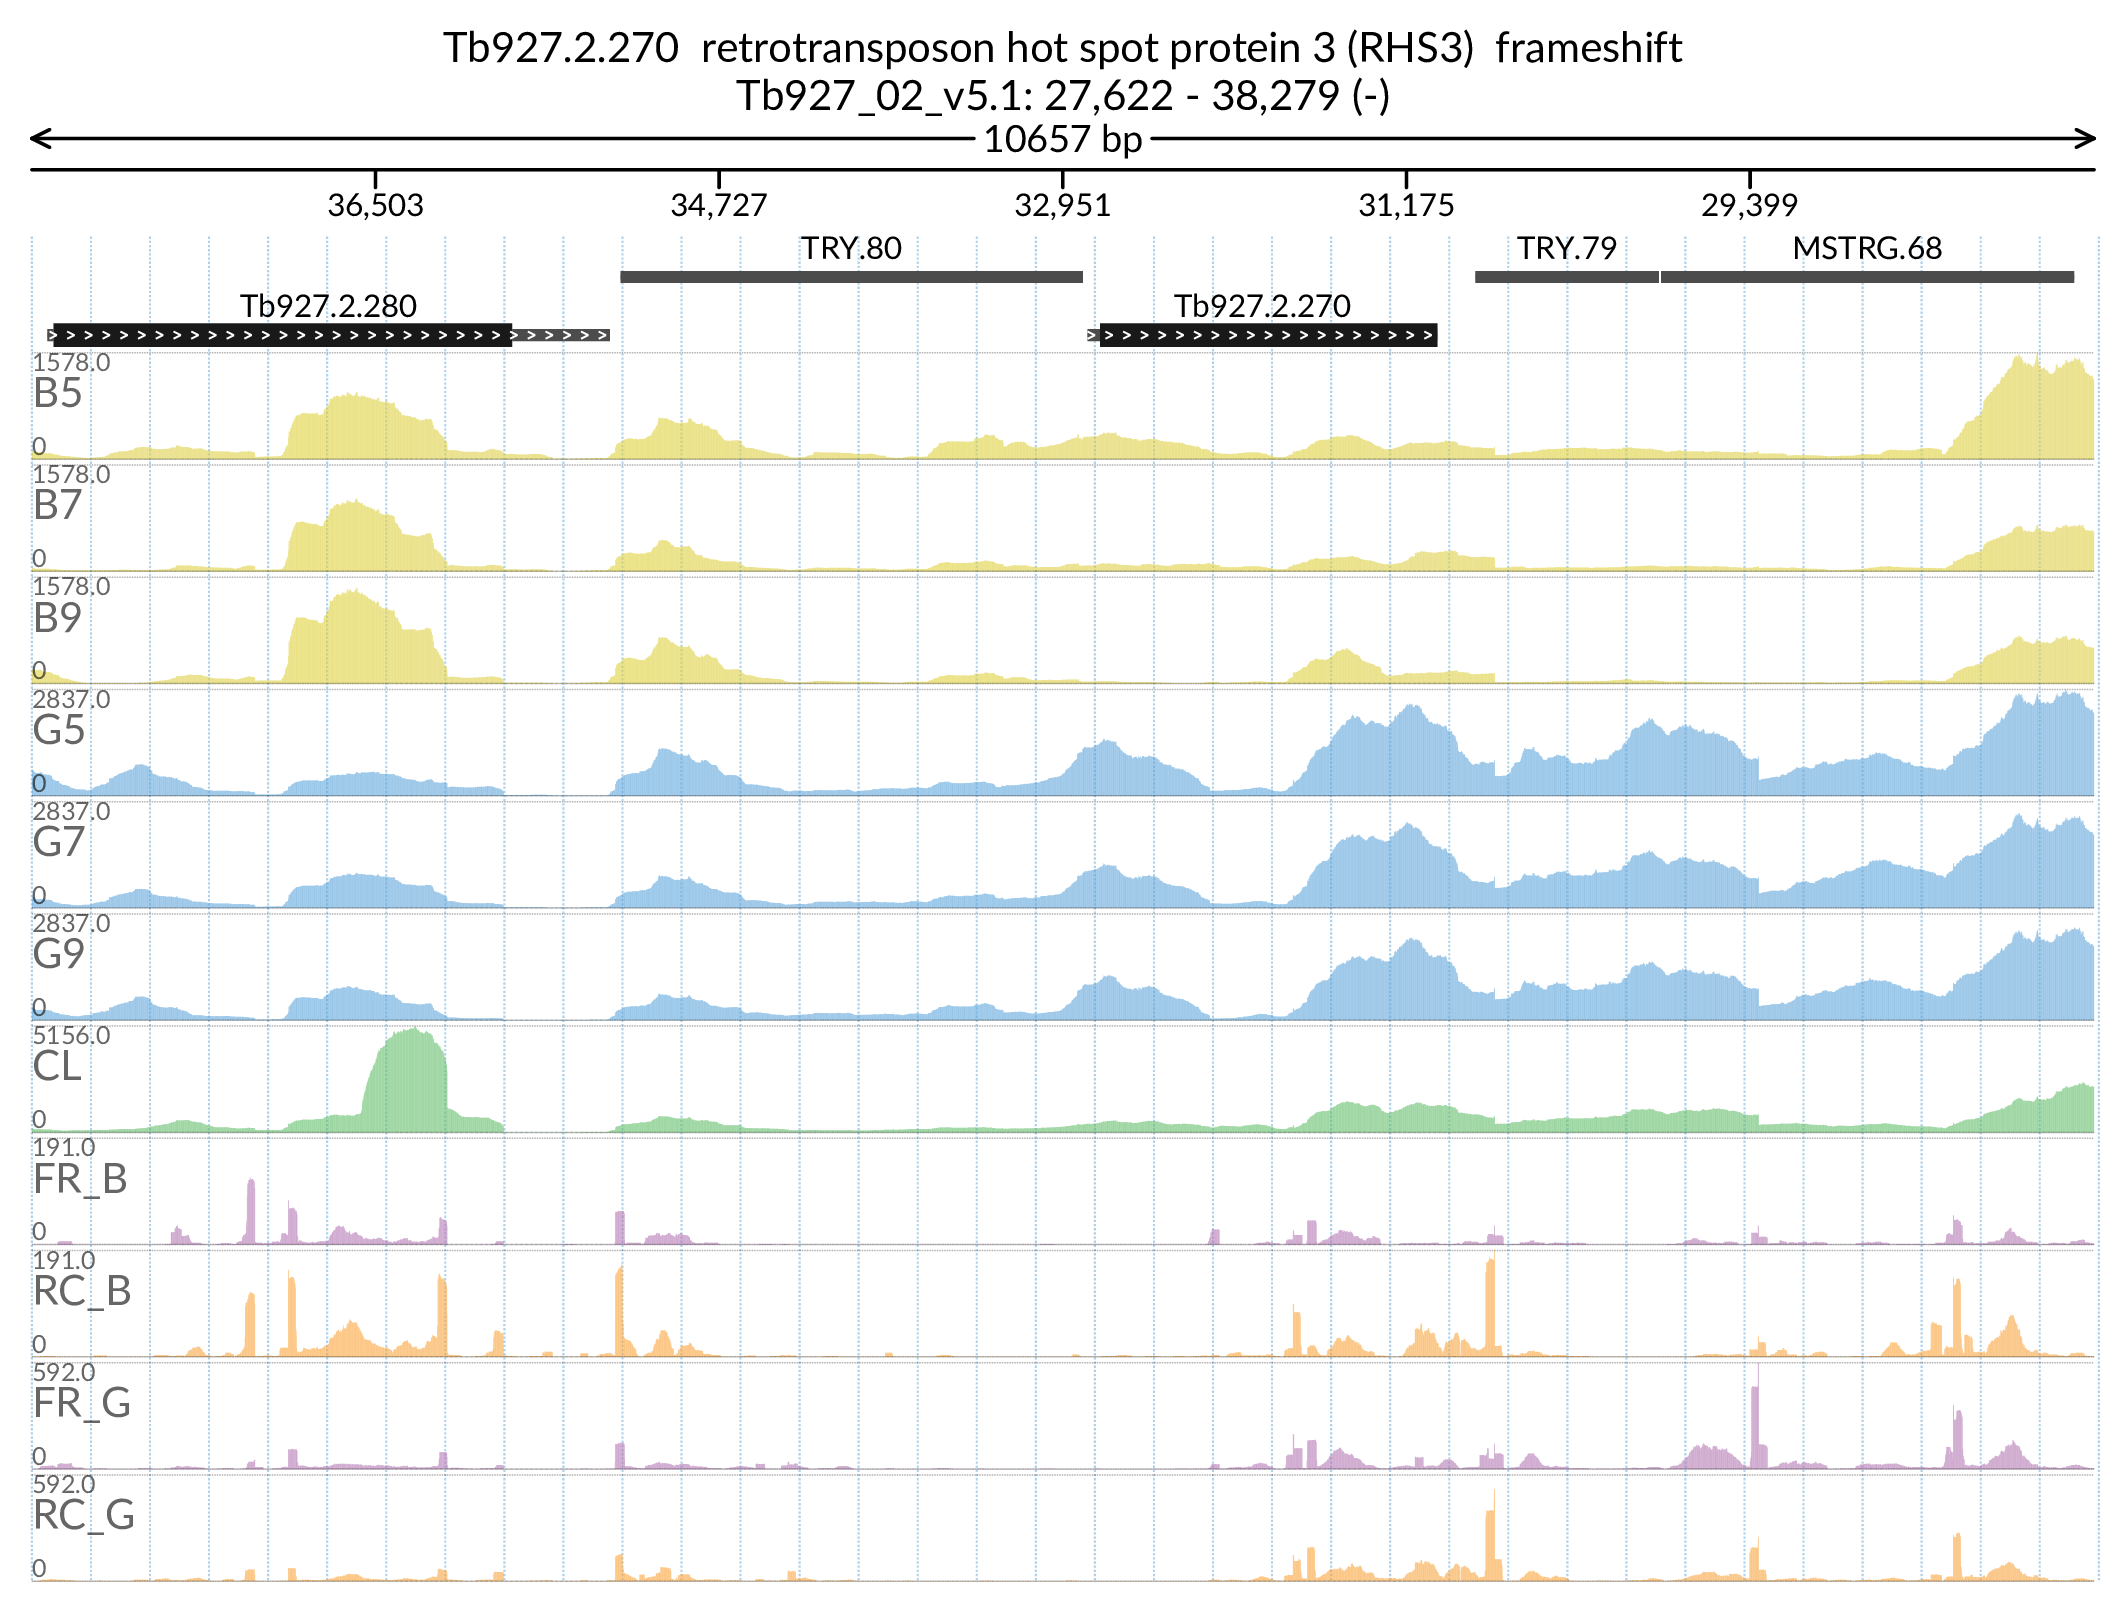 Tb927.2.270 retrotransposon hot spot protein 3 (RHS3) frameshift
Tb927_02_v5.1: 27,622 - 38,279 (-)
10657 bp
36,503 34,727 32,951 31,175 29,399
TRY.80 TRY.79 MSTRG.68
Tb927.2.280 Tb927.2.270
1578.0
B5
0
1578.0
B7
0
1578.0
B9
0
2837.0
G5
0
2837.0
G7
0
2837.0
G9
0
5156.0
CL
0
191.0
FR_B
0
191.0
RC_B
0
592.0
FR_G
0
592.0
RC_G
0